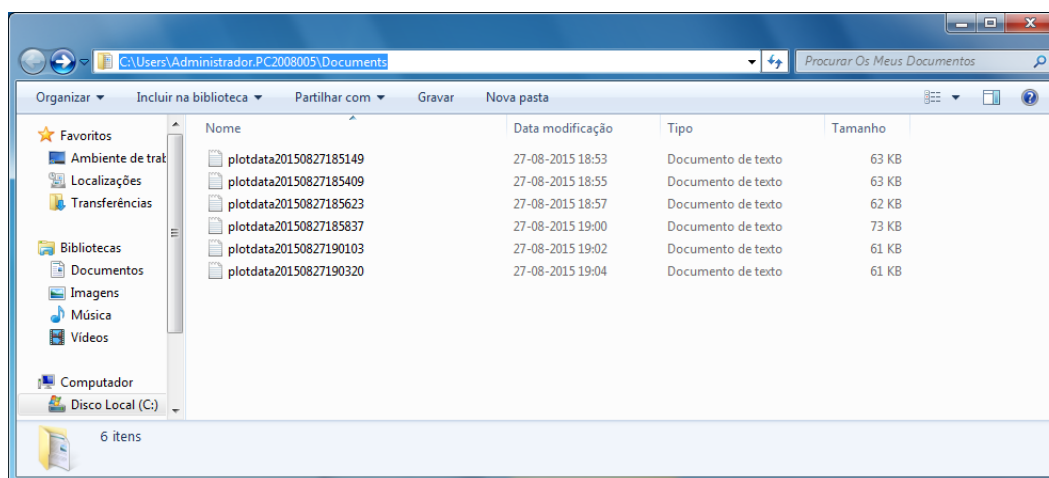 C:\Users\Administrador.PC2008005\Documents
Procurar Os Meus Documentos
Organizar Incluir na biblioteca Partilhar com Gravar Nova pasta
Favoritos
Ambiente de trab
Localizações
Transferências
Bibliotecas
Documentos
Imagens
Música
Vídeos
Computador
Disco Local (C:)
Nome Data modificação Tipo Tamanho
plotdata20150827185149 27-08-2015 18:53 Documento de texto 63 KB
plotdata20150827185409 27-08-2015 18:55 Documento de texto 63 KB
plotdata20150827185623 27-08-2015 18:57 Documento de texto 62 KB
plotdata20150827185837 27-08-2015 19:00 Documento de texto 73 KB
plotdata20150827190103 27-08-2015 19:02 Documento de texto 61 KB
plotdata20150827190320 27-08-2015 19:04 Documento de texto 61 KB
6 itens